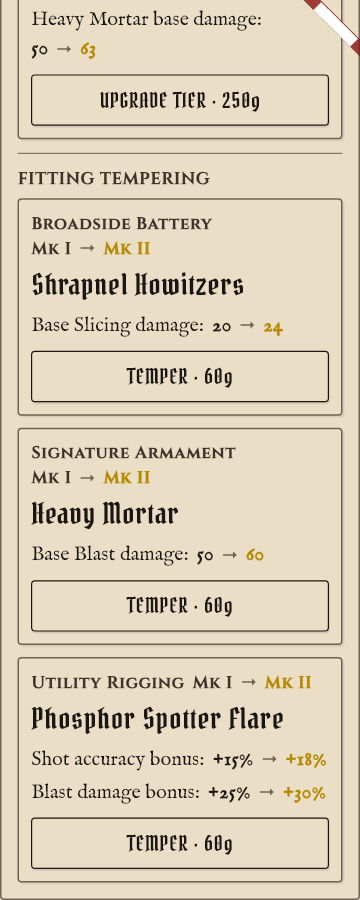 Heavy Mortar base damage:
50 → 63
UPGRADE TIER · 250g
FITTING TEMPERING
BROADSIDE BATTERY
MK I → MK II
Shrapnel Howitzers
Base Slicing damage: 20 → 24
TEMPER · 60g
SIGNATURE ARMAMENT
MK I → MK II
Heavy Mortar
Base Blast damage: 50 → 60
TEMPER · 60g
UTILITY RIGGING MK I → MK II
Phosphor Spotter Flare
Shot accuracy bonus: +15% → +18%
Blast damage bonus: +25% → +30%
TEMPER · 60g